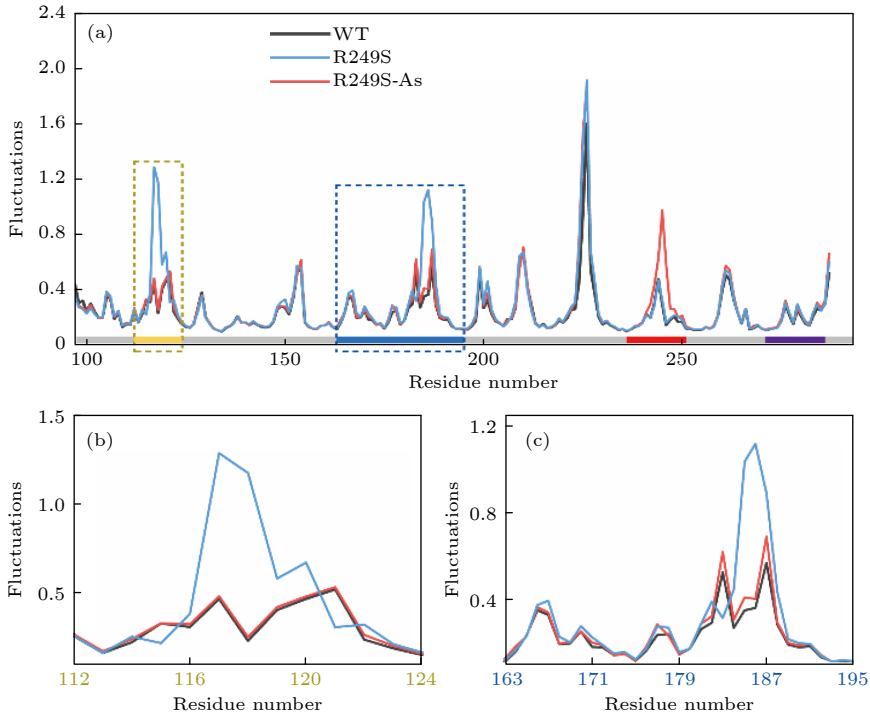 (a)
WT
R249S
R249S-As
Fluctuations
2.4
2.0
1.6
1.2
0.8
0.4
0
100
150
200
250
Residue number
(b)
Fluctuations
1.5
1.0
0.5
112
116
120
124
Residue number
(c)
Fluctuations
1.2
0.8
0.4
163
171
179
187
195
Residue number